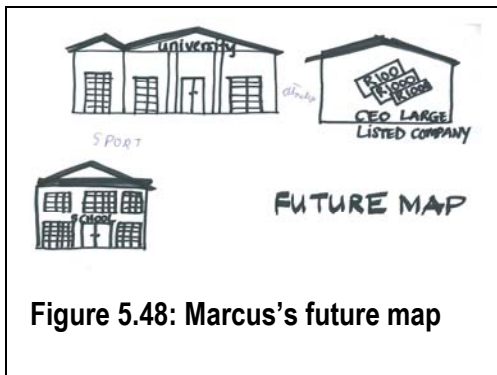 university
R100
R1000
R1000
CEO LARGE
LISTED COMPANY
SPORT
SCHOOL
FUTURE MAP
Figure 5.48: Marcus's future map